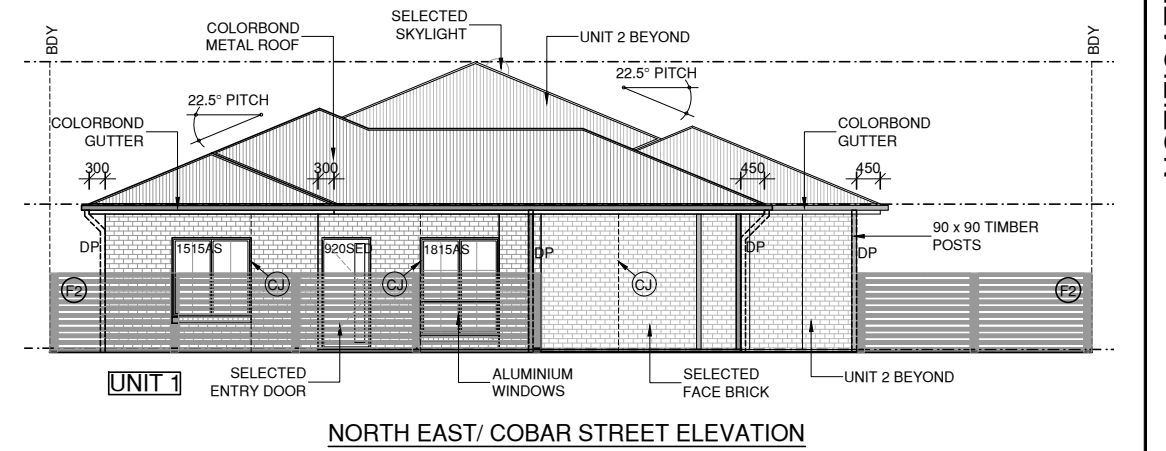 BDY
COLORBOND
METAL ROOF
SELECTED
SKYLIGHT
UNIT 2 BEYOND
BDY
22.5° PITCH
22.5° PITCH
COLORBOND
GUTTER
COLORBOND
GUTTER
300
300
450
450
90 x 90 TIMBER
POSTS
DP
1515AS
920SED
1815AS
DP
DP
DP
F2
CJ
CJ
CJ
F2
UNIT 1
SELECTED
ENTRY DOOR
ALUMINIUM
WINDOWS
SELECTED
FACE BRICK
UNIT 2 BEYOND
NORTH EAST/ COBAR STREET ELEVATION